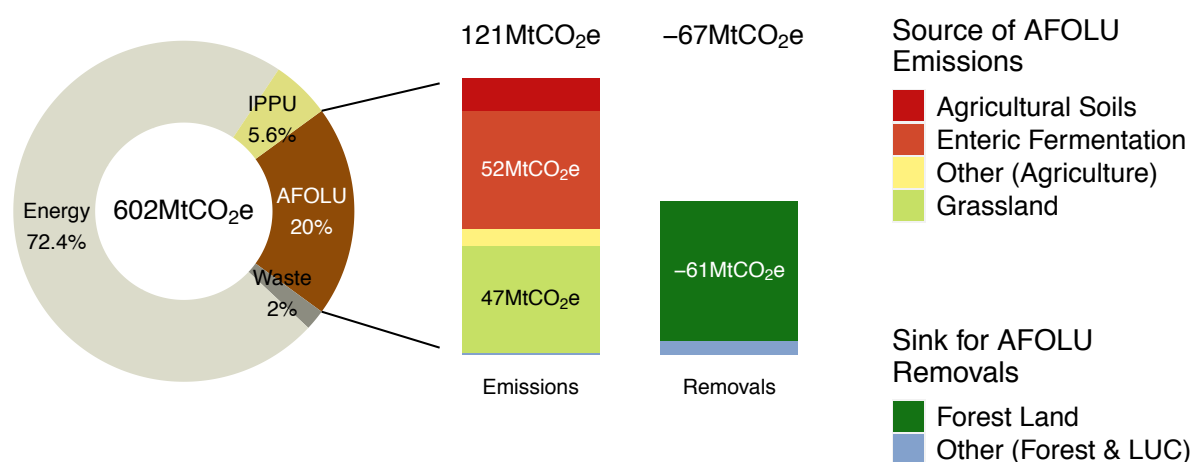 121MtCO₂e
−67MtCO₂e
Source of AFOLU
Emissions
Agricultural Soils
Enteric Fermentation
Other (Agriculture)
Grassland
IPPU
5.6%
AFOLU
20%
Energy
72.4%
602MtCO₂e
Waste
2%
52MtCO₂e
47MtCO₂e
−61MtCO₂e
Emissions
Removals
Sink for AFOLU
Removals
Forest Land
Other (Forest & LUC)